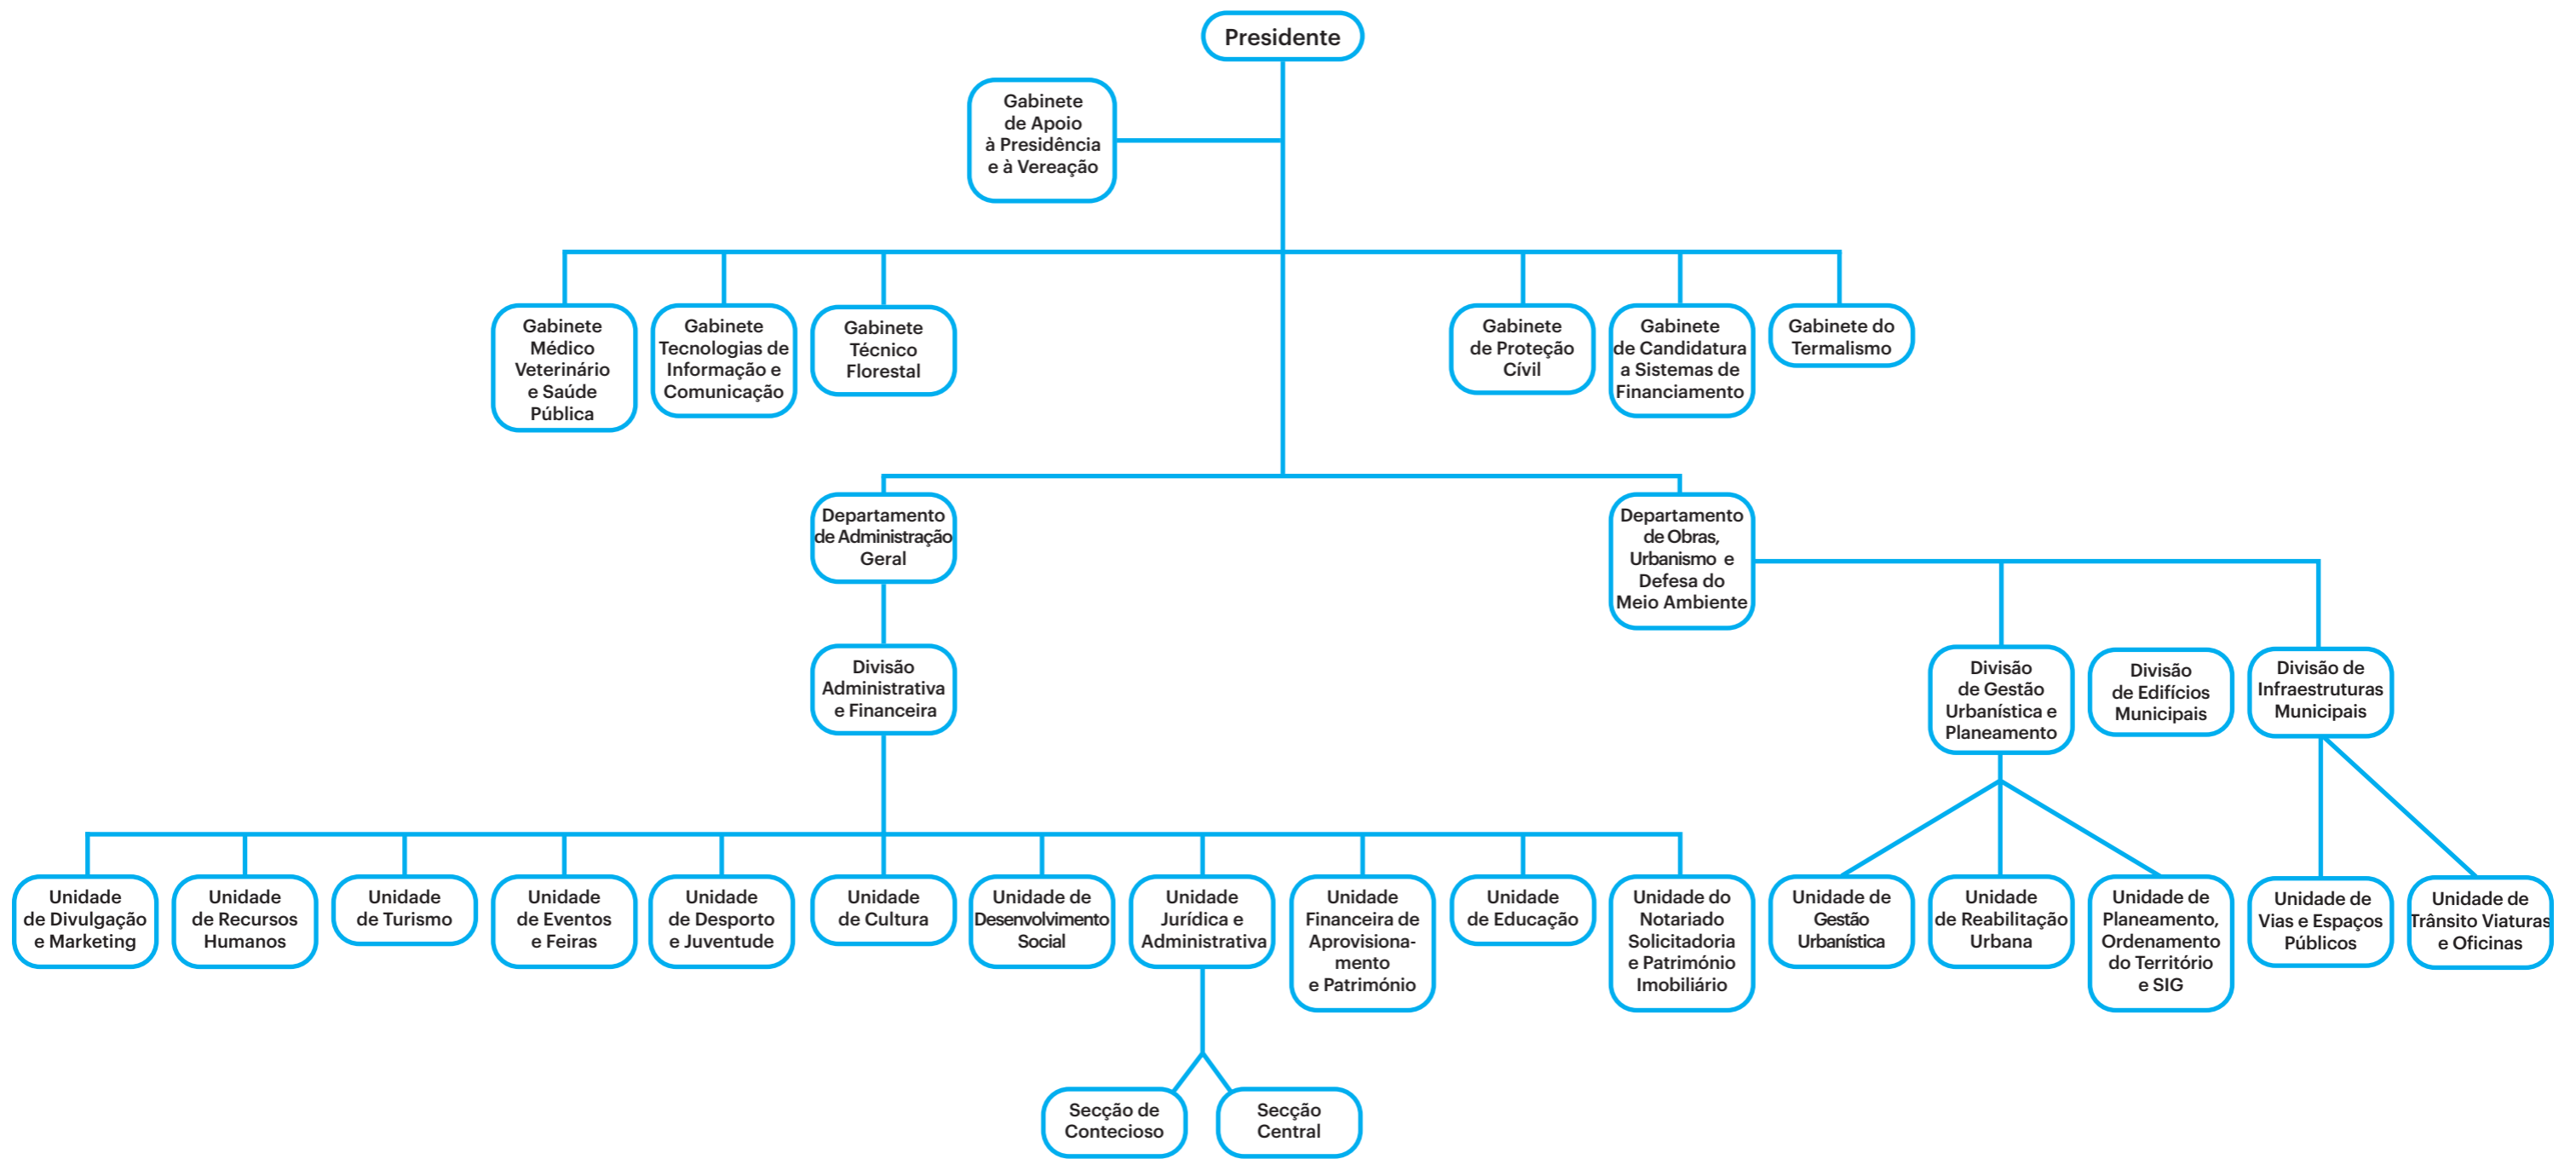 Presidente
Gabinete
de Apoio
à Presidência
e à Vereação
Gabinete
Médico
Veterinário
e Saúde
Pública
Gabinete
Tecnologias de
Informação e
Comunicação
Gabinete
Técnico
Florestal
Gabinete
de Proteção
Cívil
Gabinete
de Candidatura
a Sistemas de
Financiamento
Gabinete do
Termalismo
Departamento
de Administração
Geral
Departamento
de Obras,
Urbanismo e
Defesa do
Meio Ambiente
Divisão
Administrativa
e Financeira
Divisão
de Gestão
Urbanística e
Planeamento
Divisão
de Edifícios
Municipais
Divisão de
Infraestruturas
Municipais
Unidade
de Divulgação
e Marketing
Unidade
de Recursos
Humanos
Unidade
de Turismo
Unidade
de Eventos
e Feiras
Unidade
de Desporto
e Juventude
Unidade
de Cultura
Unidade de
Desenvolvimento
Social
Unidade
Jurídica e
Administrativa
Unidade
Financeira de
Aprovisiona-
mento
e Património
Unidade
de Educação
Unidade do
Notariado
Solicitadoria
e Património
Imobiliário
Unidade de
Gestão
Urbanística
Unidade
de Reabilitação
Urbana
Unidade de
Planeamento,
Ordenamento
do Território
e SIG
Unidade de
Vias e Espaços
Públicos
Unidade de
Trânsito Viaturas
e Oficinas
Secção de
Contecioso
Secção
Central